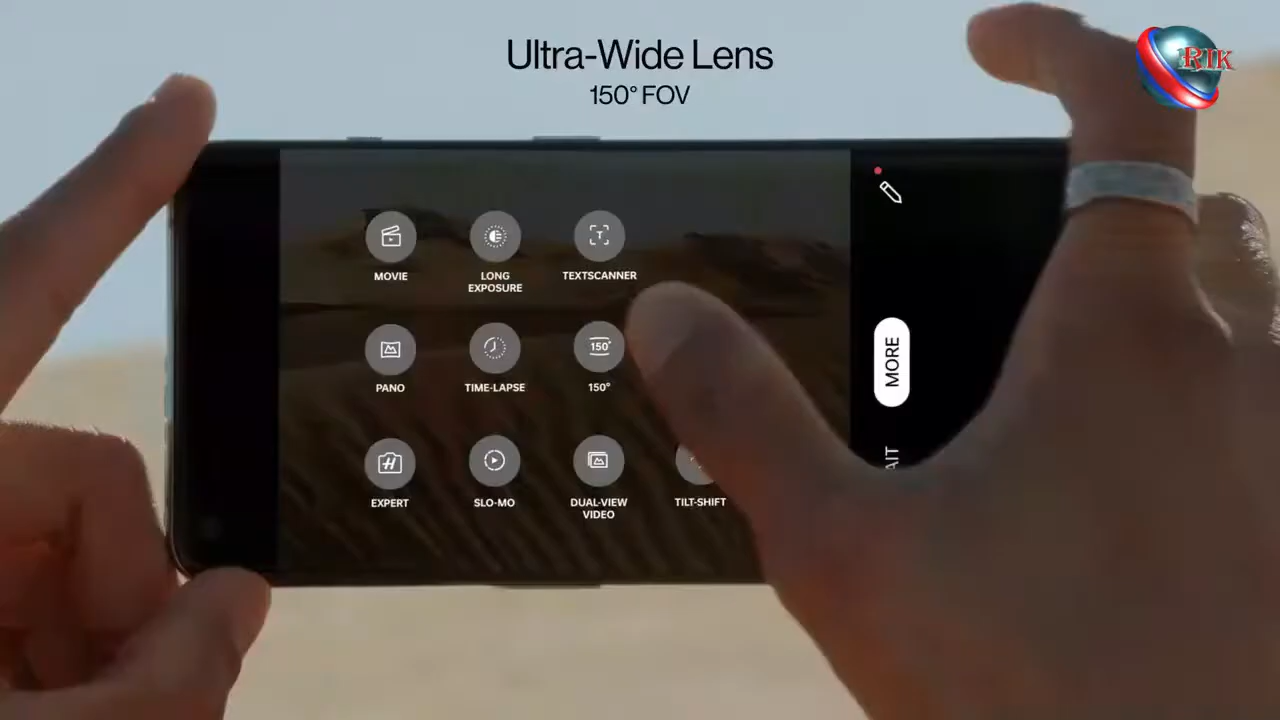 Ultra-Wide Lens
150° FOV
RIK
MOVIE
LONG
EXPOSURE
TEXTSCANNER
PANO
TIME-LAPSE
150°
150°
MORE
EXPERT
SLO-MO
DUAL-VIEW
VIDEO
TILT-SHIFT
AIT